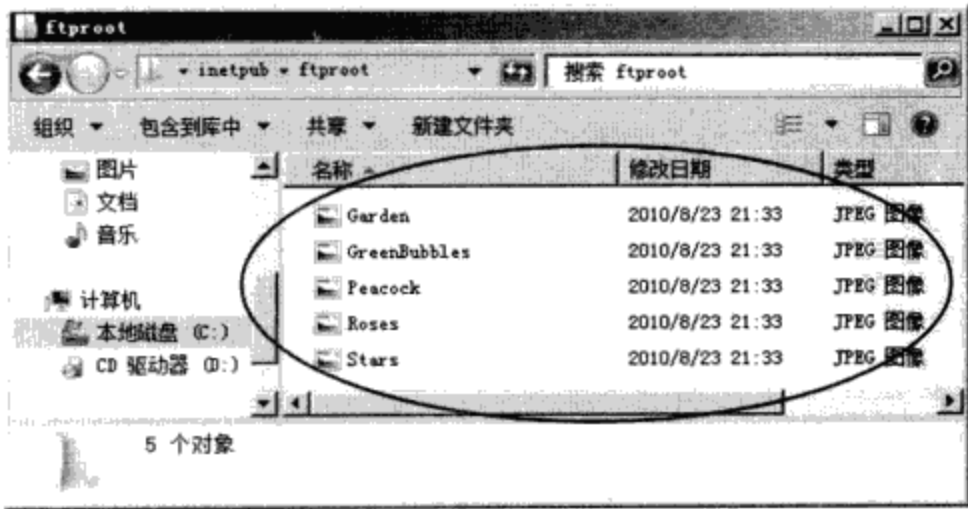 ftproot
inetpub ftproot 搜索 ftproot
组织 包含到库中 共享 新建文件夹
图片
文档
音乐
计算机
本地磁盘 (C:)
CD 驱动器 (D:)
名称 修改日期 类型
Garden 2010/8/23 21:33 JPEG 图像
GreenBubbles 2010/8/23 21:33 JPEG 图像
Peacock 2010/8/23 21:33 JPEG 图像
Roses 2010/8/23 21:33 JPEG 图像
Stars 2010/8/23 21:33 JPEG 图像
5 个对象